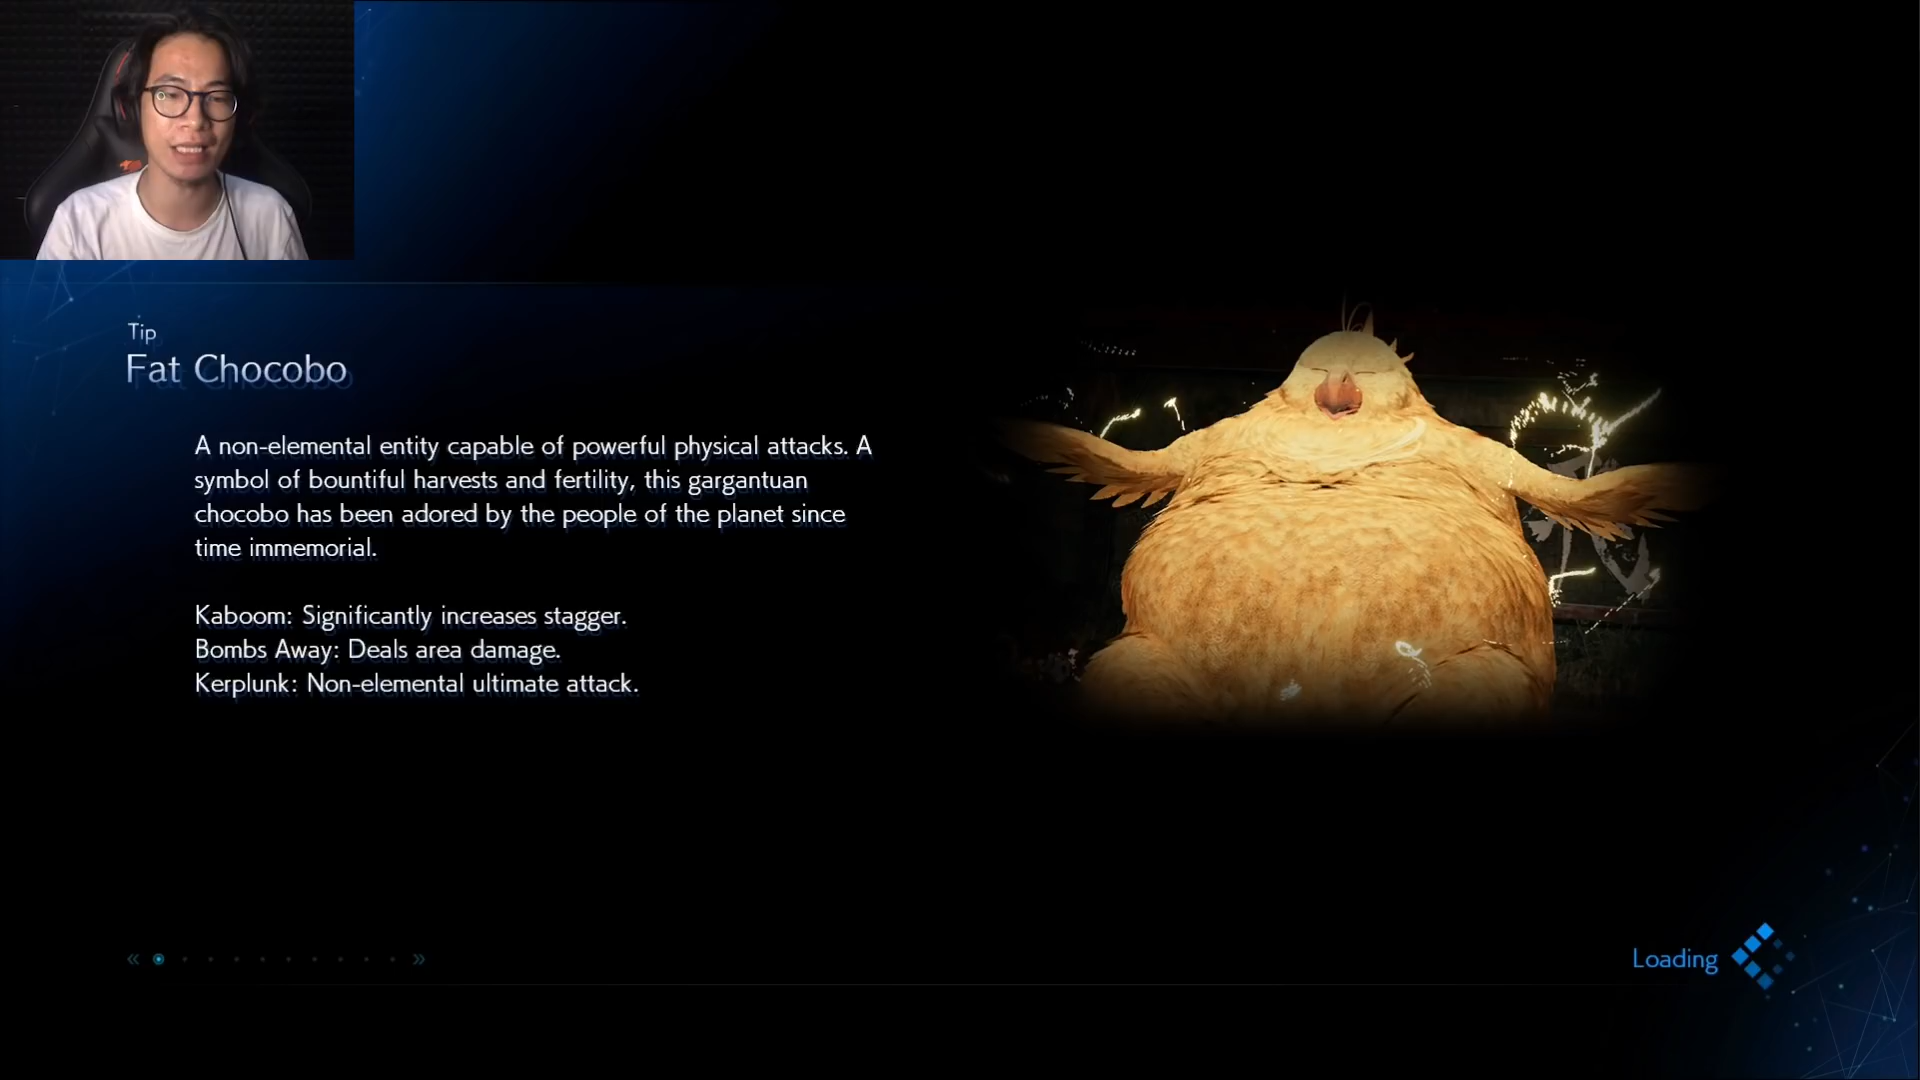 Tip
Fat Chocobo
A non-elemental entity capable of powerful physical attacks. A
symbol of bountiful harvests and fertility, this gargantuan
chocobo has been adored by the people of the planet since
time immemorial.
Kaboom: Significantly increases stagger.
Bombs Away: Deals area damage.
Kerplunk: Non-elemental ultimate attack.
Loading